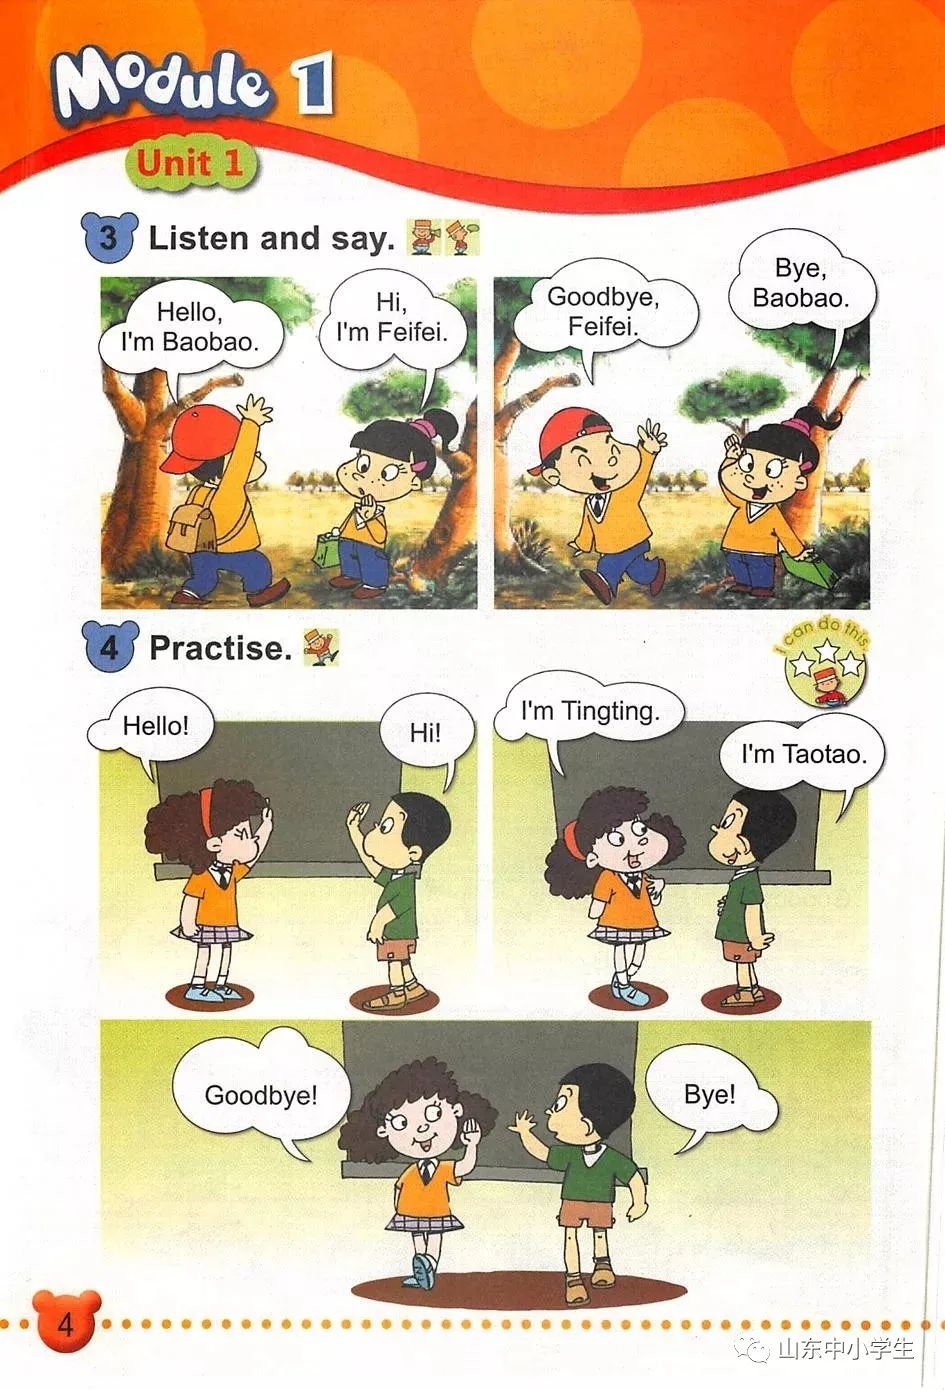 Module 1
Unit 1
3 Listen and say.
Hello,
I'm Baobao.
Hi,
I'm Feifei.
Goodbye,
Feifei.
Bye,
Baobao.
4 Practise.
I can do this.
Hello!
Hi!
I'm Tingting.
I'm Taotao.
Goodbye!
Bye!
4
山东中小学生